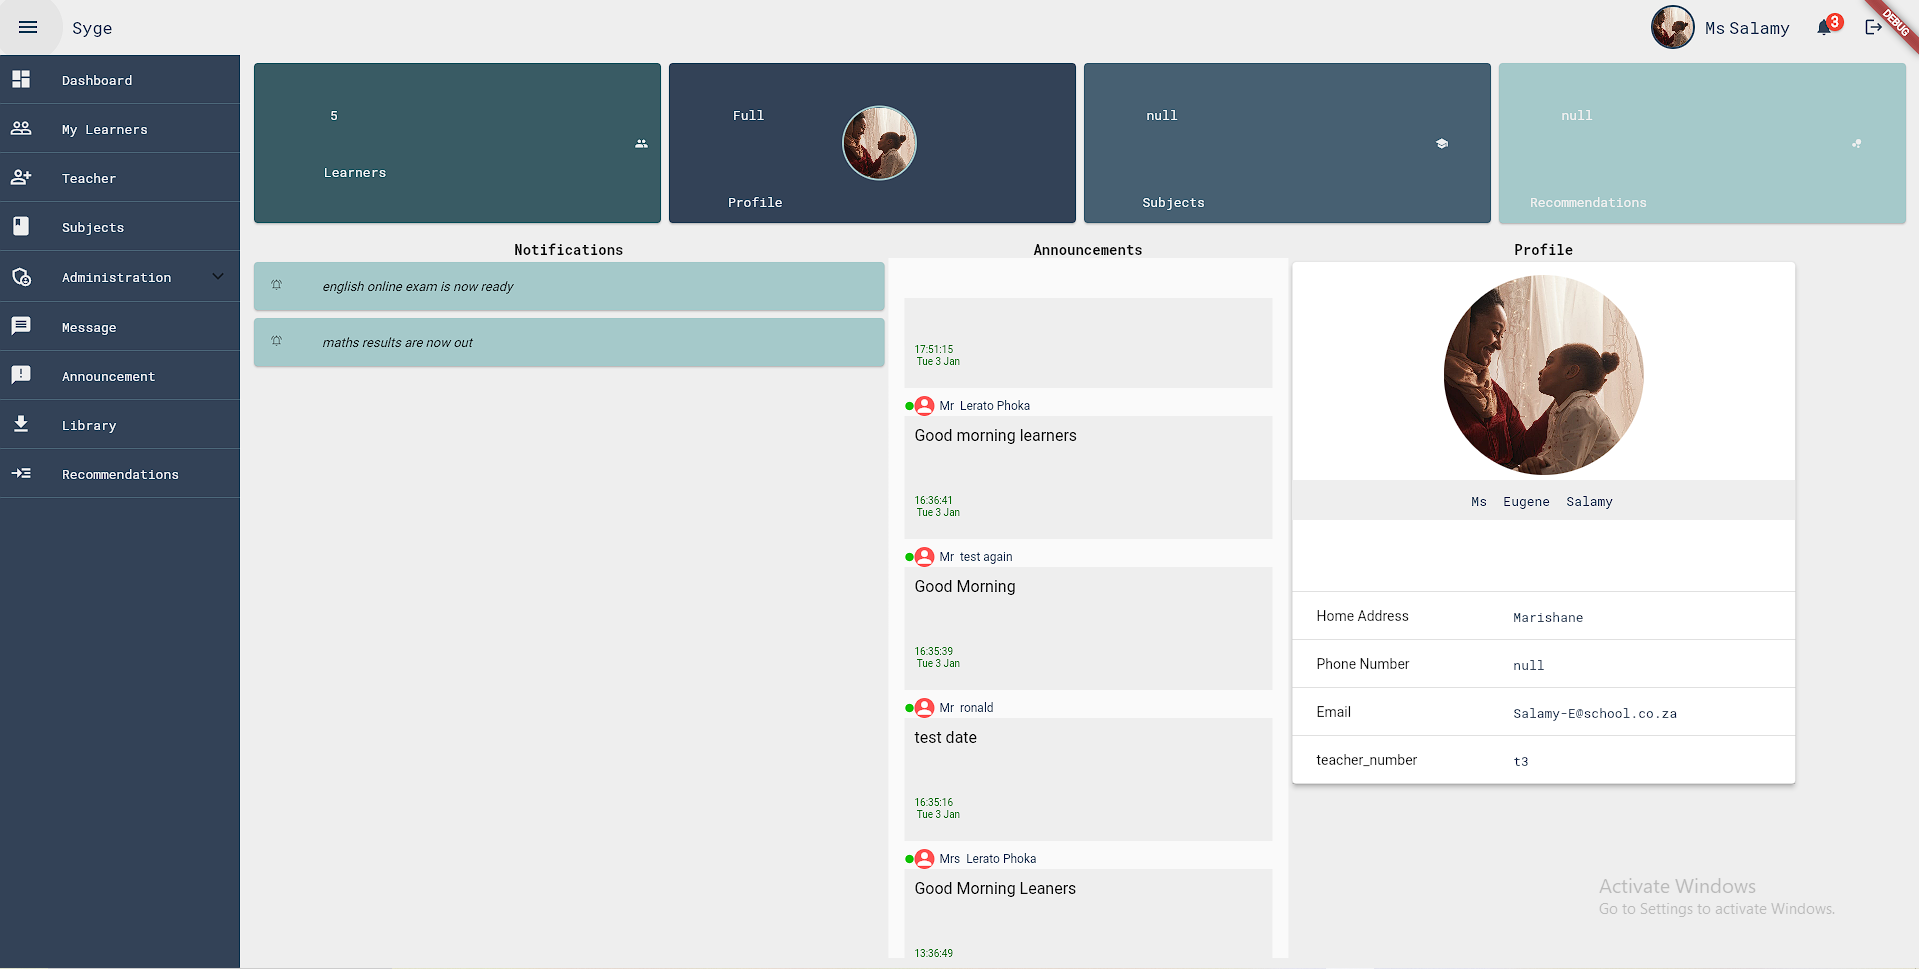 Syge
Ms Salamy
3
DEBUG
Dashboard
My Learners
Teacher
Subjects
Administration
Message
Announcement
Library
Recommendations
5
Learners
Full
Profile
null
Subjects
null
Recommendations
Notifications
english online exam is now ready
maths results are now out
Announcements
17:51:15
Tue 3 Jan
Mr Lerato Phoka
Good morning learners
16:36:41
Tue 3 Jan
Mr test again
Good Morning
16:35:39
Tue 3 Jan
Mr ronald
test date
16:35:16
Tue 3 Jan
Mrs Lerato Phoka
Good Morning Leaners
13:36:49
Profile
Ms Eugene Salamy
Home Address Marishane
Phone Number null
Email Salamy-E@school.co.za
teacher_number t3
Activate Windows
Go to Settings to activate Windows.